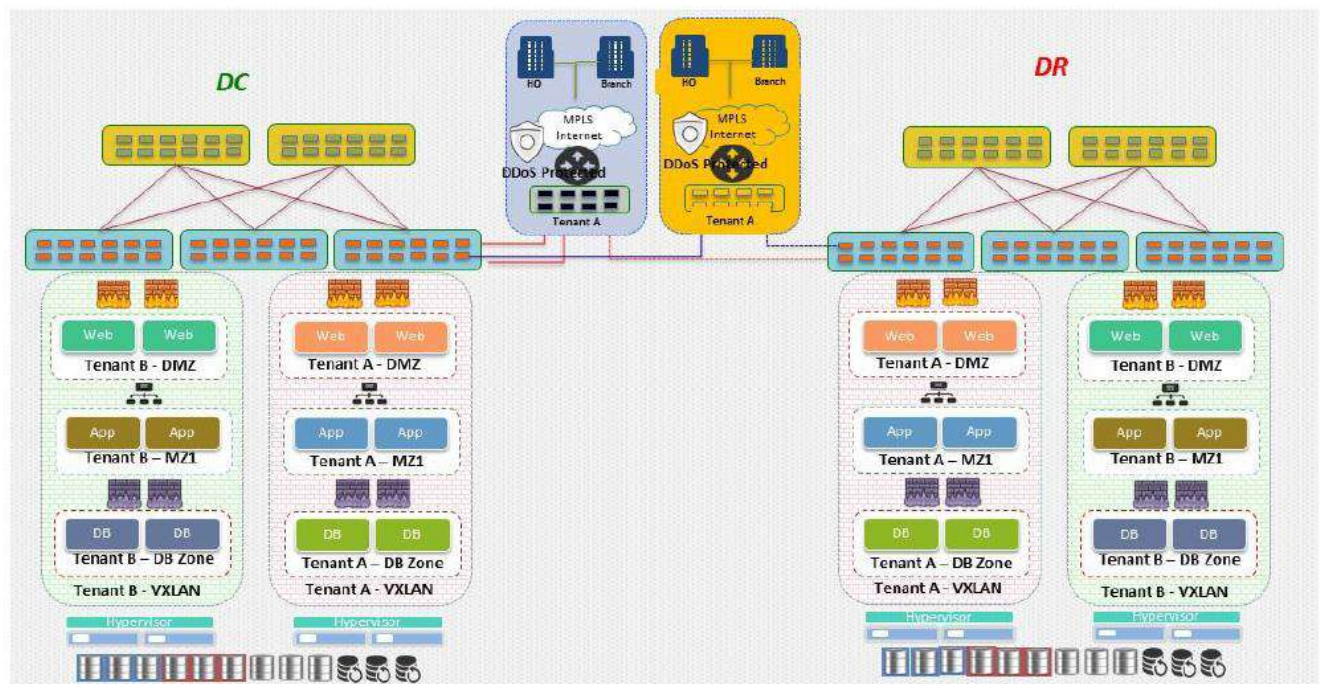 DC
HO
Branch
MPLS
Internet
DDoS Protected
Tenant A
HO
Branch
MPLS
Internet
DDoS Protected
Tenant A
DR
Web
Web
Tenant B - DMZ
App
App
Tenant B – MZ1
DB
DB
Tenant B – DB Zone
Tenant B - VXLAN
Hypervisor
Web
Web
Tenant A - DMZ
App
App
Tenant A – MZ1
DB
DB
Tenant A – DB Zone
Tenant A - VXLAN
Hypervisor
Web
Web
Tenant A - DMZ
App
App
Tenant A – MZ1
DB
DB
Tenant A – DB Zone
Tenant A - VXLAN
Hypervisor
Web
Web
Tenant B - DMZ
App
App
Tenant B – MZ1
DB
DB
Tenant B – DB Zone
Tenant B - VXLAN
Hypervisor